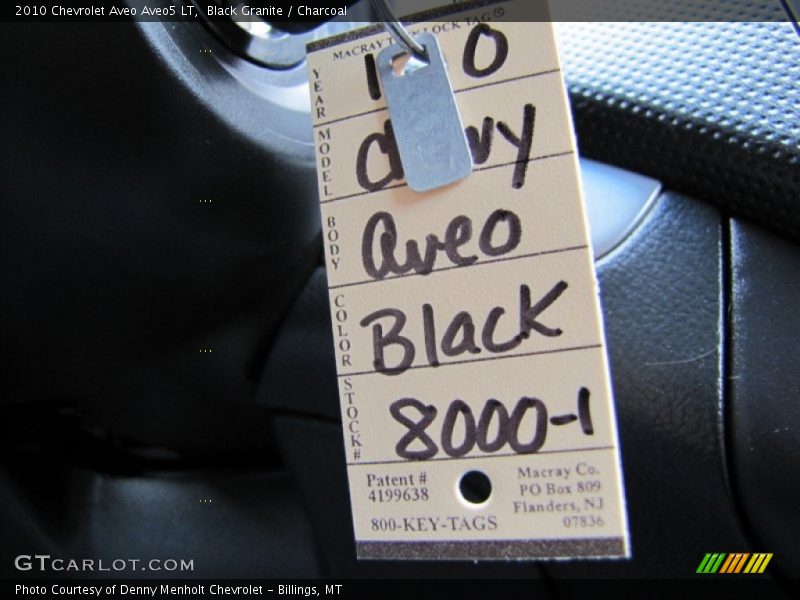 2010 Chevrolet Aveo Aveo5 LT, Black Granite / Charcoal
YEAR
10
MODEL
BODY
Aveo
COLOR
Black
STOCK#
8000-1
Patent #
4199638
800-KEY-TAGS
Macray Co.
PO Box 809
Flanders, NJ
07836
GTCARLOT.COM
Photo Courtesy of Denny Menholt Chevrolet – Billings, MT